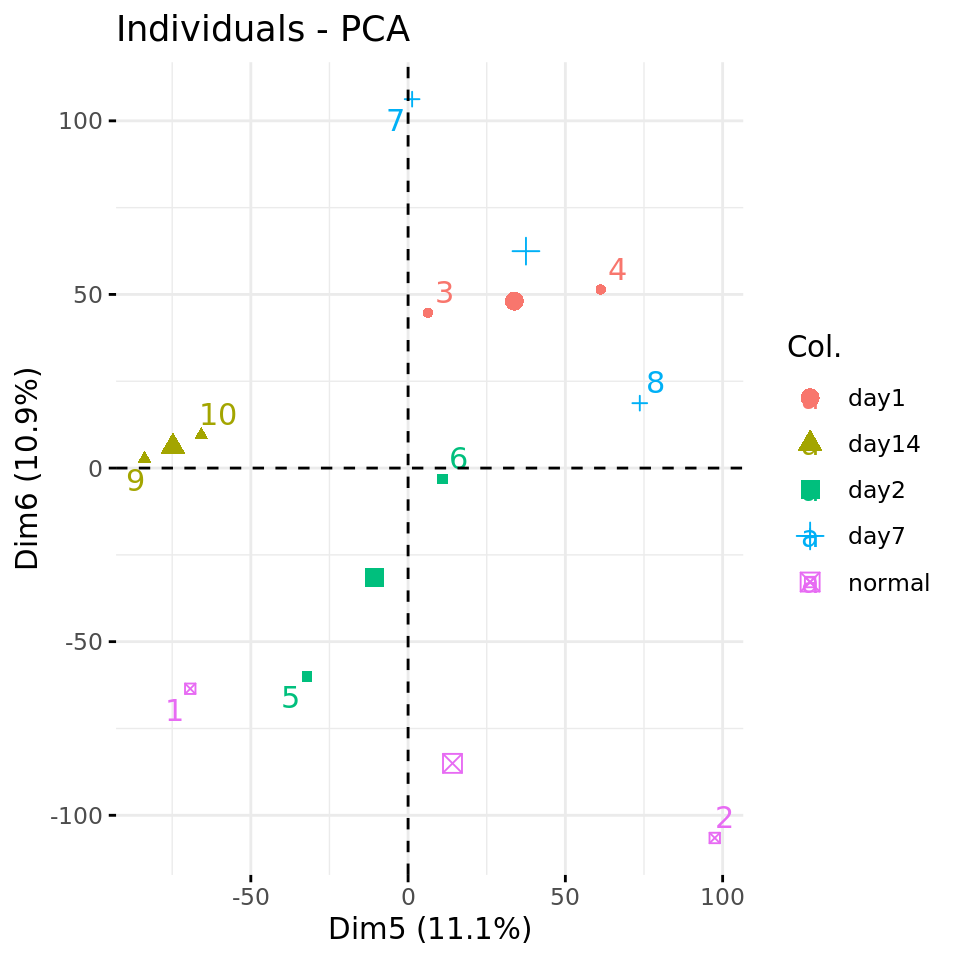 Individuals - PCA
7
4
3
8
10
6
9
5
1
2
100
50
0
-50
-100
-50
0
50
100
Dim5 (11.1%)
Dim6 (10.9%)
Col.
a day1
a day14
a day2
a day7
a normal